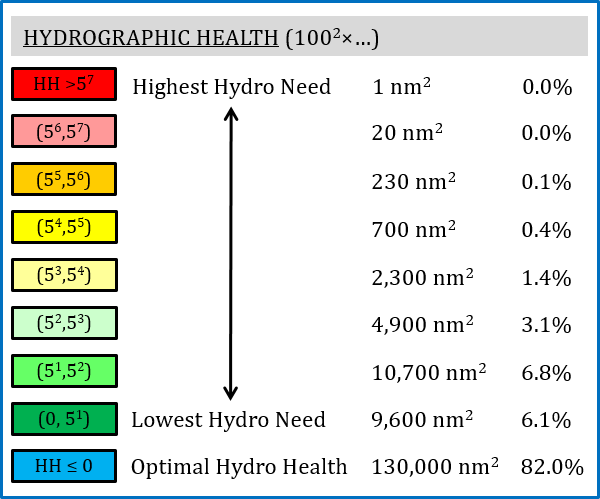 HYDROGRAPHIC HEALTH (100²×…)
HH >5⁷ Highest Hydro Need 1 nm² 0.0%
(5⁶,5⁷) 20 nm² 0.0%
(5⁵,5⁶) 230 nm² 0.1%
(5⁴,5⁵) 700 nm² 0.4%
(5³,5⁴) 2,300 nm² 1.4%
(5²,5³) 4,900 nm² 3.1%
(5¹,5²) 10,700 nm² 6.8%
(0, 5¹) Lowest Hydro Need 9,600 nm² 6.1%
HH ≤ 0 Optimal Hydro Health 130,000 nm² 82.0%